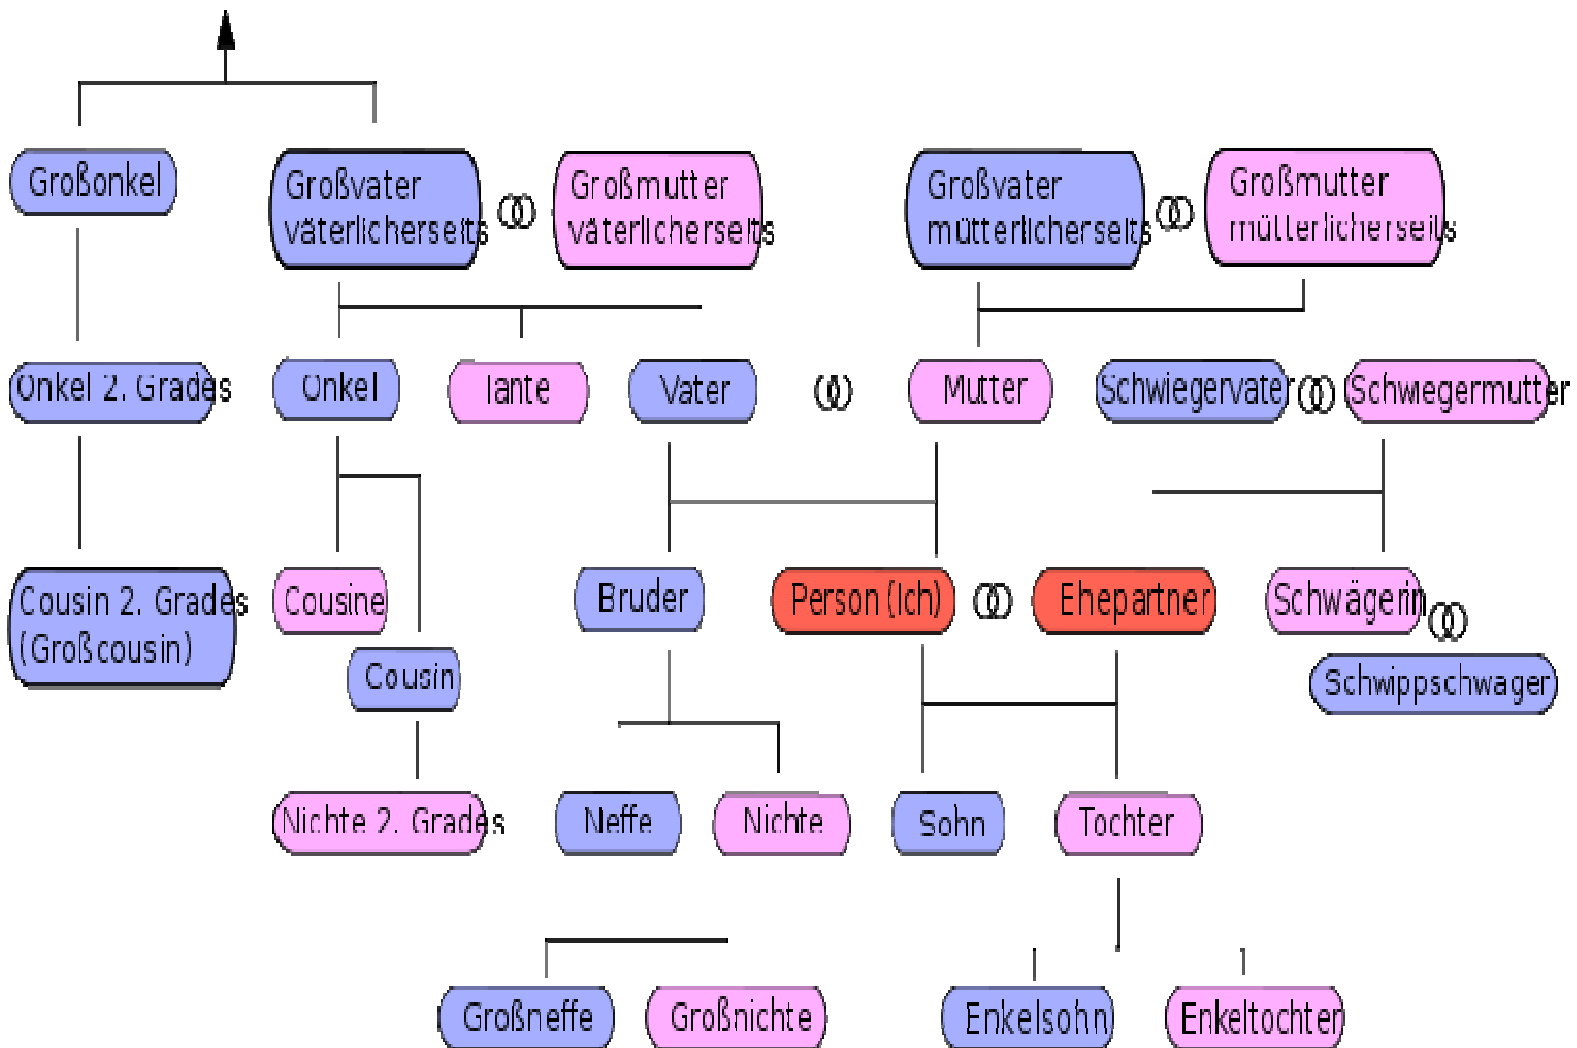 Großonkel
Großvater
väterlicherseits
Großmutter
väterlicherseits
Großvater
mütterlicherseits
Großmutter
mütterlicherseits
Onkel 2. Grades
Onkel
Tante
Vater
Mutter
Schwiegervater
Schwiegermutter
Cousin 2. Grades
(Großcousin)
Cousine
Cousin
Bruder
Person (Ich)
Ehepartner
Schwägerin
Schwippschwager
Nichte 2. Grades
Neffe
Nichte
Sohn
Tochter
Großneffe
Großnichte
Enkelsohn
Enkeltochter